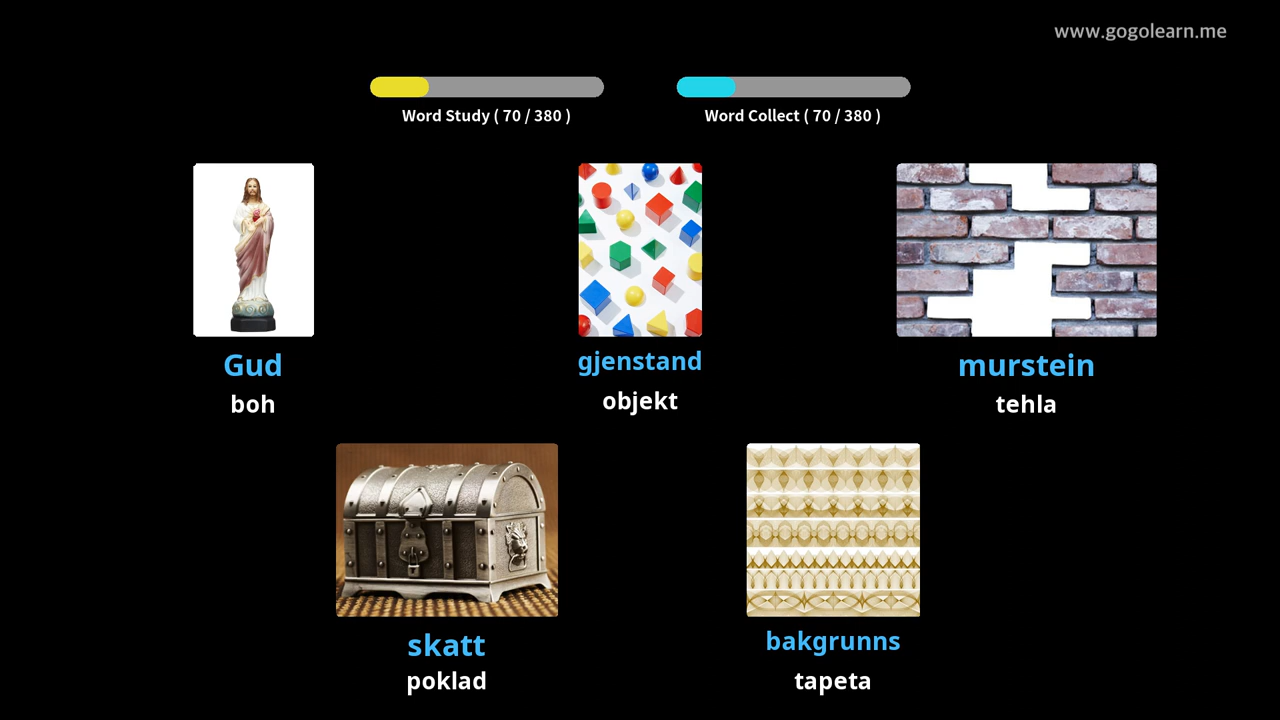 www.gogolearn.me
Word Study ( 70 / 380 )
Word Collect ( 70 / 380 )
Gud
boh
gjenstand
objekt
murstein
tehla
skatt
poklad
bakgrunns
tapeta